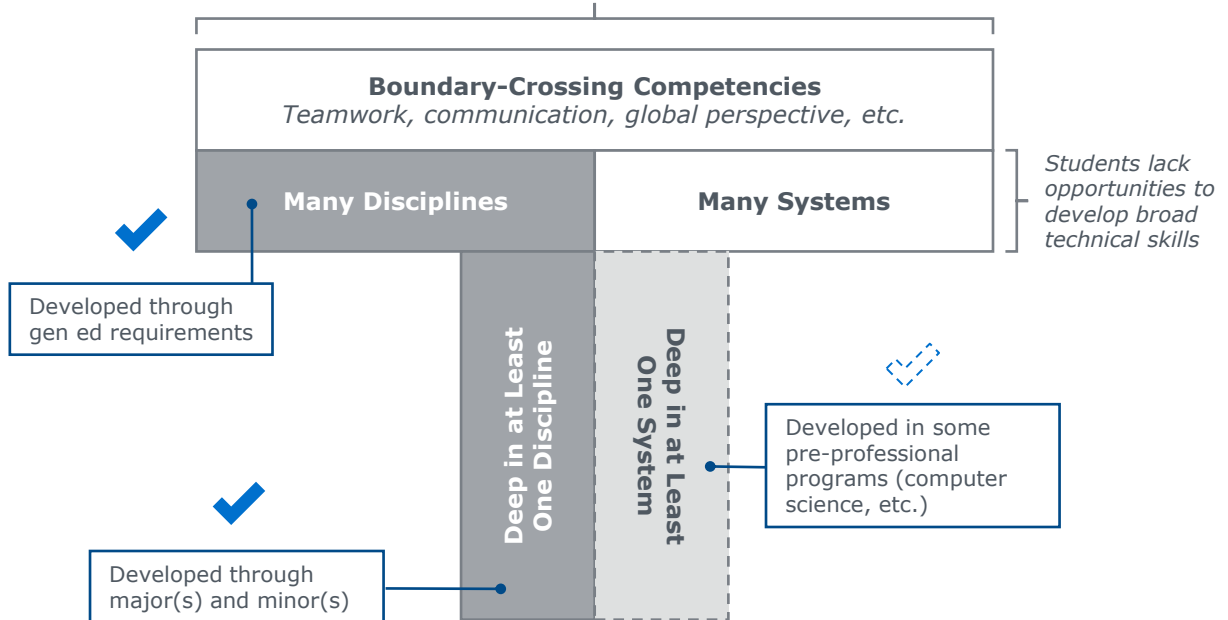 Boundary-Crossing Competencies
Teamwork, communication, global perspective, etc.
Many Disciplines
Many Systems
Students lack
opportunities to
develop broad
technical skills
Developed through
gen ed requirements
Deep in at Least
One Discipline
Deep in at Least
One System
Developed in some
pre-professional
programs (computer
science, etc.)
Developed through
major(s) and minor(s)